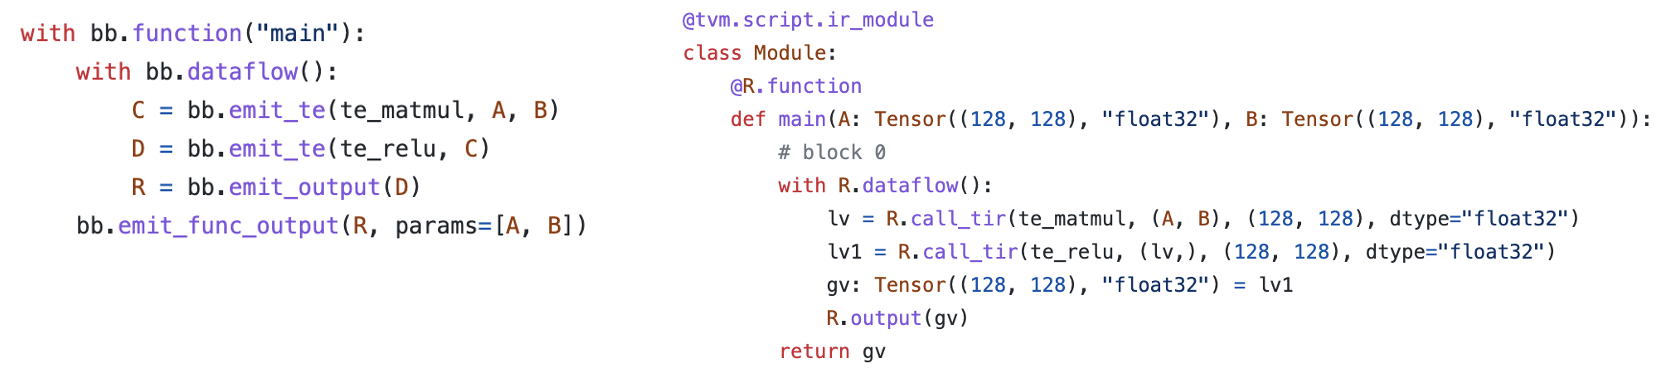 with bb.function("main"):
    with bb.dataflow():
        C = bb.emit_te(te_matmul, A, B)
        D = bb.emit_te(te_relu, C)
        R = bb.emit_output(D)
    bb.emit_func_output(R, params=[A, B])
@tvm.script.ir_module
class Module:
    @R.function
    def main(A: Tensor((128, 128), "float32"), B: Tensor((128, 128), "float32")):
        # block 0
        with R.dataflow():
            lv = R.call_tir(te_matmul, (A, B), (128, 128), dtype="float32")
            lv1 = R.call_tir(te_relu, (lv,), (128, 128), dtype="float32")
            gv: Tensor((128, 128), "float32") = lv1
            R.output(gv)
        return gv